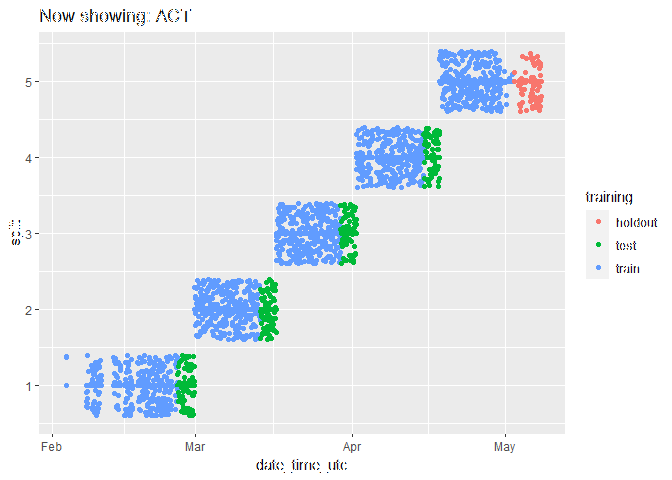 Now showing: ACT
5
4
3
2
1
split
Feb
Mar
Apr
May
date_time_utc
training
holdout
test
train